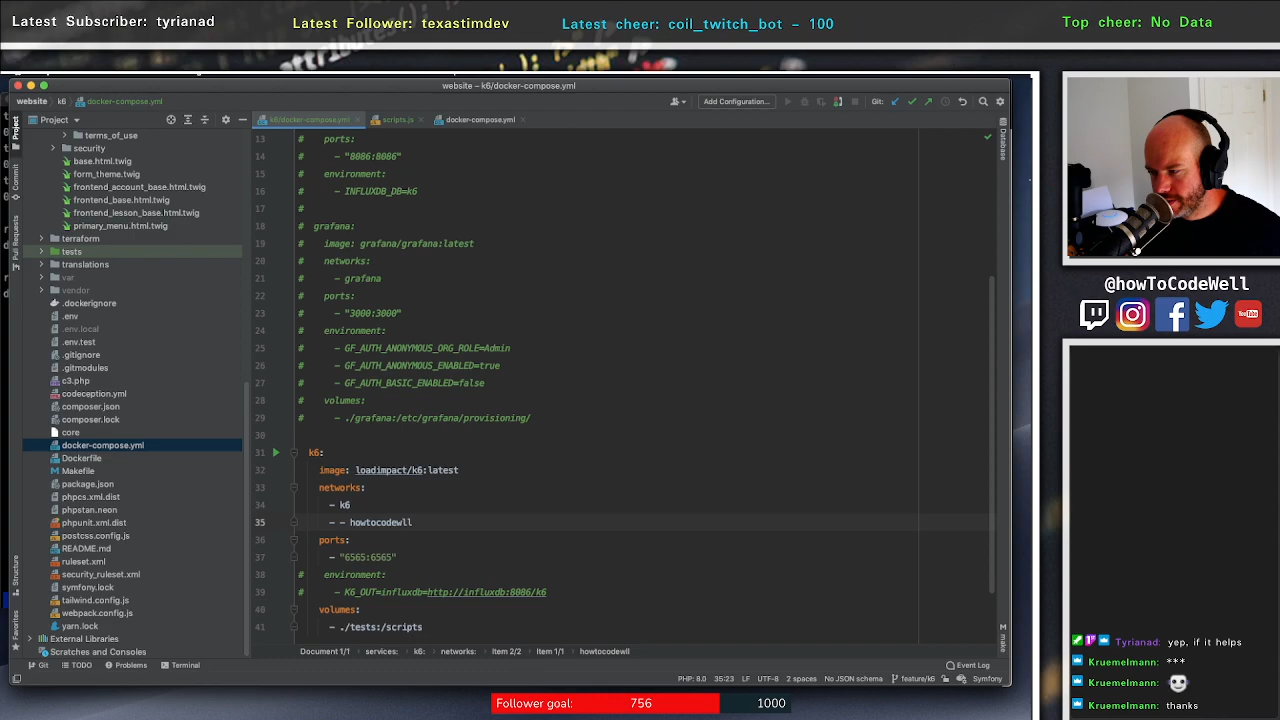 Latest Subscriber: tyrianad
Latest Follower: texastimdev
Latest cheer: coil_twitch_bot - 100
Top cheer: No Data
website – k6/docker-compose.yml
website
k6
docker-compose.yml
Add Configuration...
Git:
Project
k6/docker-compose.yml
scripts.js
docker-compose.yml
terms_of_use
security
base.html.twig
form_theme.twig
frontend_account_base.html.twig
frontend_base.html.twig
frontend_lesson_base.html.twig
primary_menu.html.twig
terraform
tests
translations
var
vendor
.dockerignore
.env
.env.local
.env.test
.gitignore
.gitmodules
c3.php
codeception.yml
composer.json
composer.lock
core
docker-compose.yml
Dockerfile
Makefile
package.json
phpcs.xml.dist
phpstan.neon
phpunit.xml.dist
postcss.config.js
README.md
ruleset.xml
security_ruleset.xml
symfony.lock
tailwind.config.js
webpack.config.js
yarn.lock
External Libraries
Scratches and Consoles
Project
Commit
Pull Requests
Structure
Favorites
13 # ports:
14 # - "8086:8086"
15 # environment:
16 # - INFLUXDB_DB=k6
17 #
18 # grafana:
19 # image: grafana/grafana:latest
20 # networks:
21 # - grafana
22 # ports:
23 # - "3000:3000"
24 # environment:
25 # - GF_AUTH_ANONYMOUS_ORG_ROLE=Admin
26 # - GF_AUTH_ANONYMOUS_ENABLED=true
27 # - GF_AUTH_BASIC_ENABLED=false
28 # volumes:
29 # - ./grafana:/etc/grafana/provisioning/
30
31 k6:
32 image: loadimpact/k6:latest
33 networks:
34 - k6
35 - - howtocodewll
36 ports:
37 - "6565:6565"
38 # environment:
39 # - K6_OUT=influxdb=http://influxdb:8086/k6
40 volumes:
41 - ./tests:/scripts
Document 1/1
services:
k6:
networks:
Item 2/2
Item 1/1
howtocodewll
Git
TODO
Problems
Terminal
Event Log
PHP: 8.0
35:23
LF
UTF-8
2 spaces
No JSON schema
feature/k6
Symfony
Database
make
@howToCodeWell
You
Tube
Tyrianad: yep, if it helps
Kruemelmann: ***
Kruemelmann:
Kruemelmann: thanks
Follower goal:
756
1000